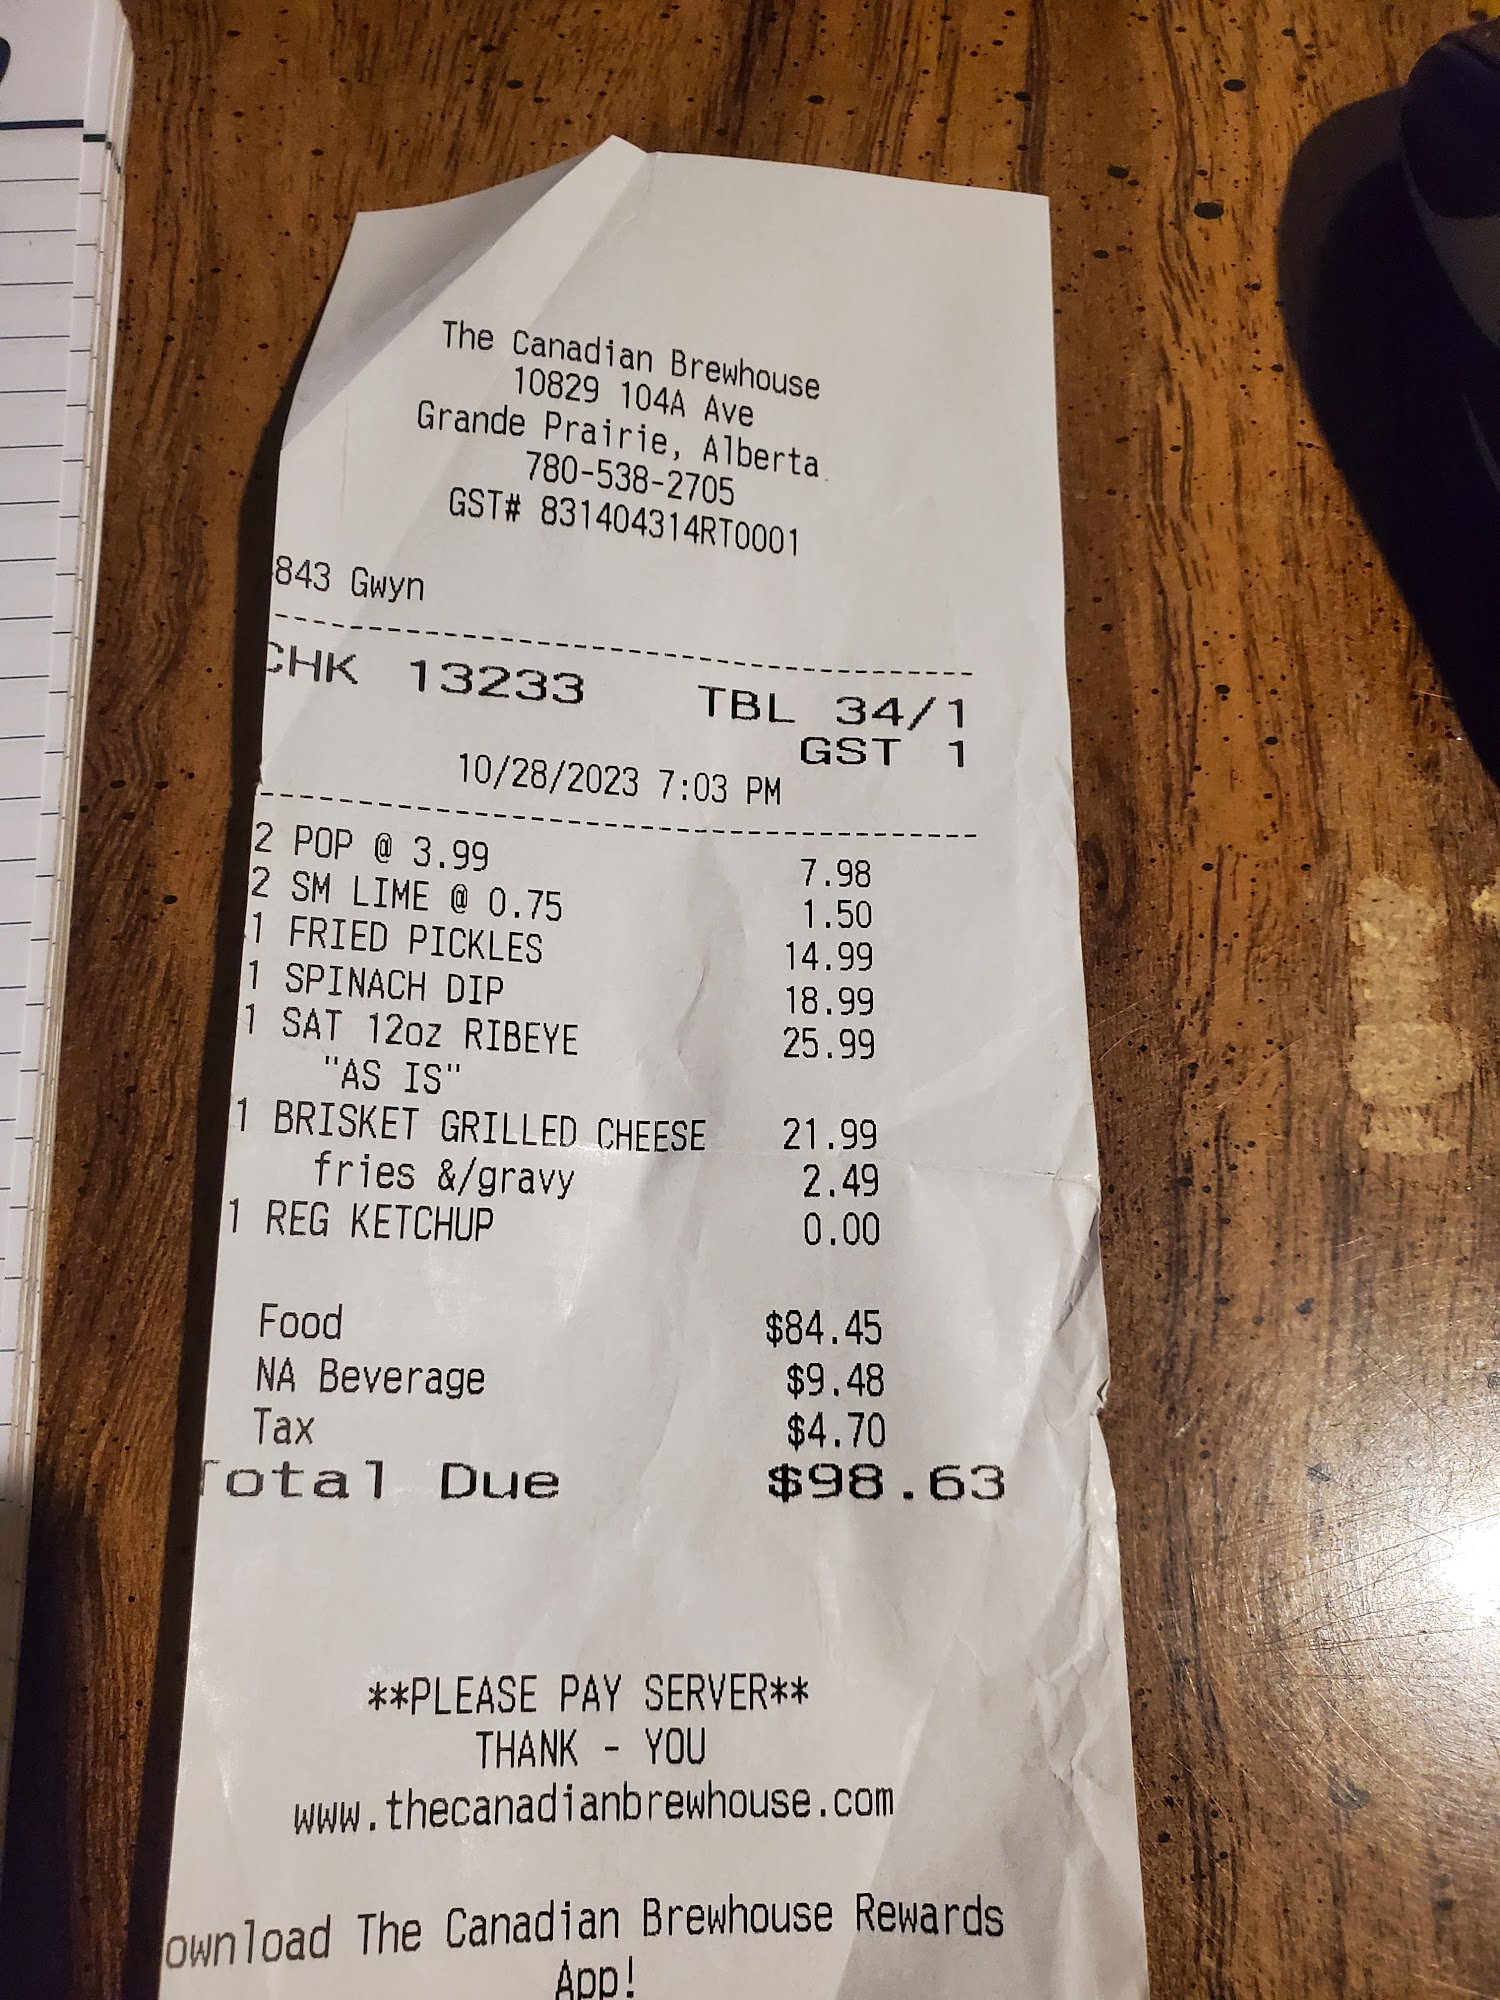 The Canadian Brewhouse
10829 104A Ave
Grande Prairie, Alberta
780-538-2705
GST# 831404314RT0001
843 Gwyn
CHK 13233 TBL 34/1
GST 1
10/28/2023 7:03 PM
2 POP @ 3.99 7.98
2 SM LIME @ 0.75 1.50
1 FRIED PICKLES 14.99
1 SPINACH DIP 18.99
1 SAT 12oz RIBEYE 25.99
"AS IS"
1 BRISKET GRILLED CHEESE 21.99
fries &/gravy 2.49
1 REG KETCHUP 0.00
Food $84.45
NA Beverage $9.48
Tax $4.70
Total Due $98.63
**PLEASE PAY SERVER**
THANK - YOU
www.thecanadianbrewhouse.com
ownload The Canadian Brewhouse Rewards
App!